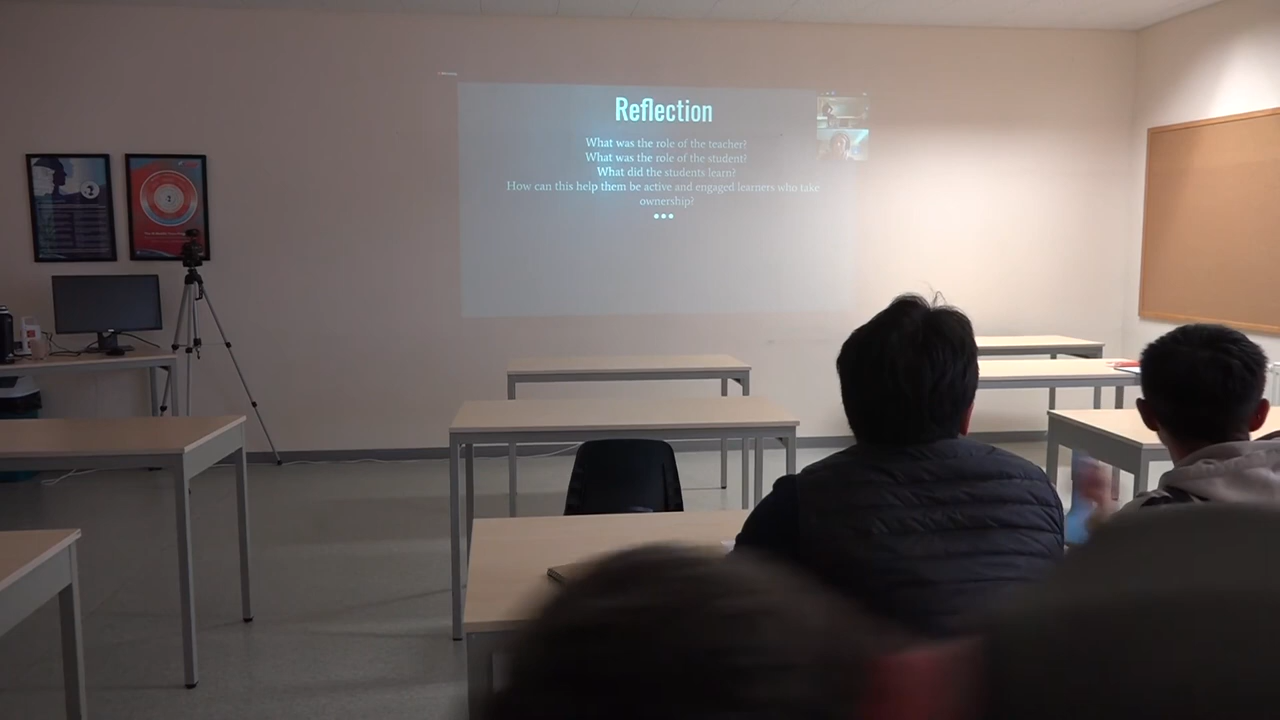 Reflection
What was the role of the teacher?
What was the role of the student?
What did the students learn?
How can this help them be active and engaged learners who take
ownership?